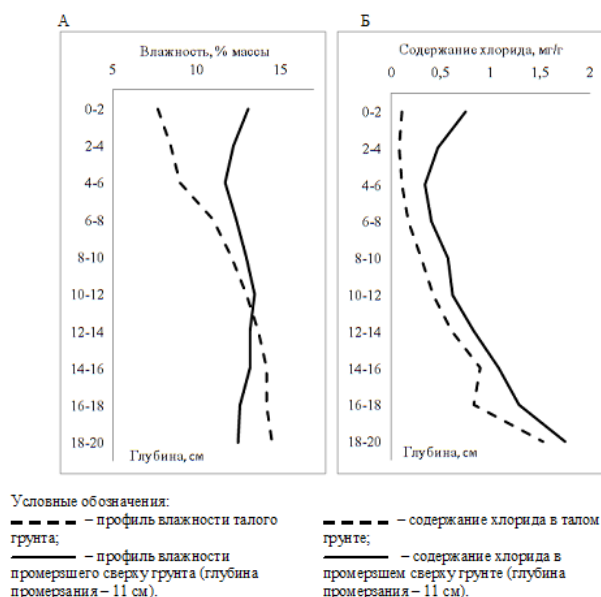 А
Б
Влажность, % массы
5 10 15
0-2
2-4
4-6
6-8
8-10
10-12
12-14
14-16
16-18
18-20
Глубина, см
Содержание хлорида, мг/г
0 0,5 1 1,5 2
0-2
2-4
4-6
6-8
8-10
10-12
12-14
14-16
16-18
18-20
Глубина, см
Условные обозначения:
– профиль влажности талого
грунта;
– профиль влажности
промерзшего сверху грунта (глубина
промерзания – 11 см).
– содержание хлорида в талом
грунте;
– содержание хлорида в
промерзшем сверху грунте (глубина
промерзания – 11 см).